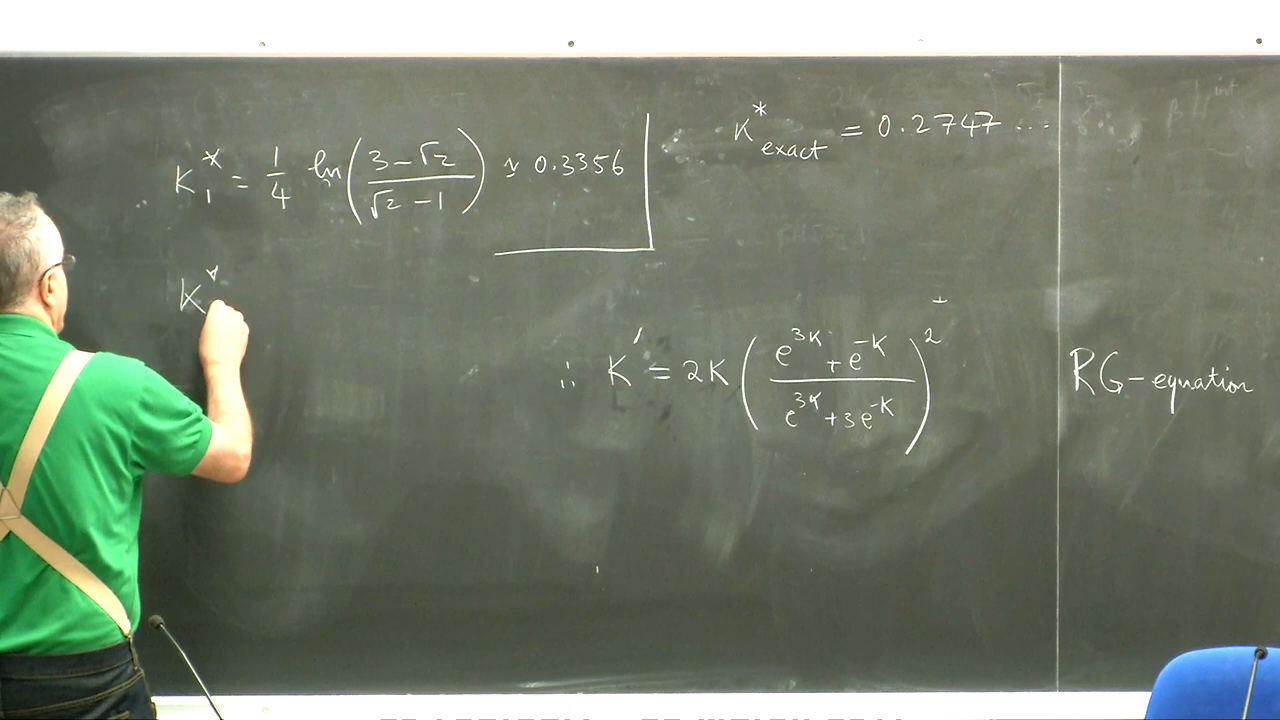 K₁* = 1/4 ln((3-√2)/(√2-1)) ≃ 0.3356
K*exact = 0.2747 ...
K*
∴ K' = 2K((e^{3K}+e^{-K})/(e^{3K}+3e^{-K}))² RG-equation